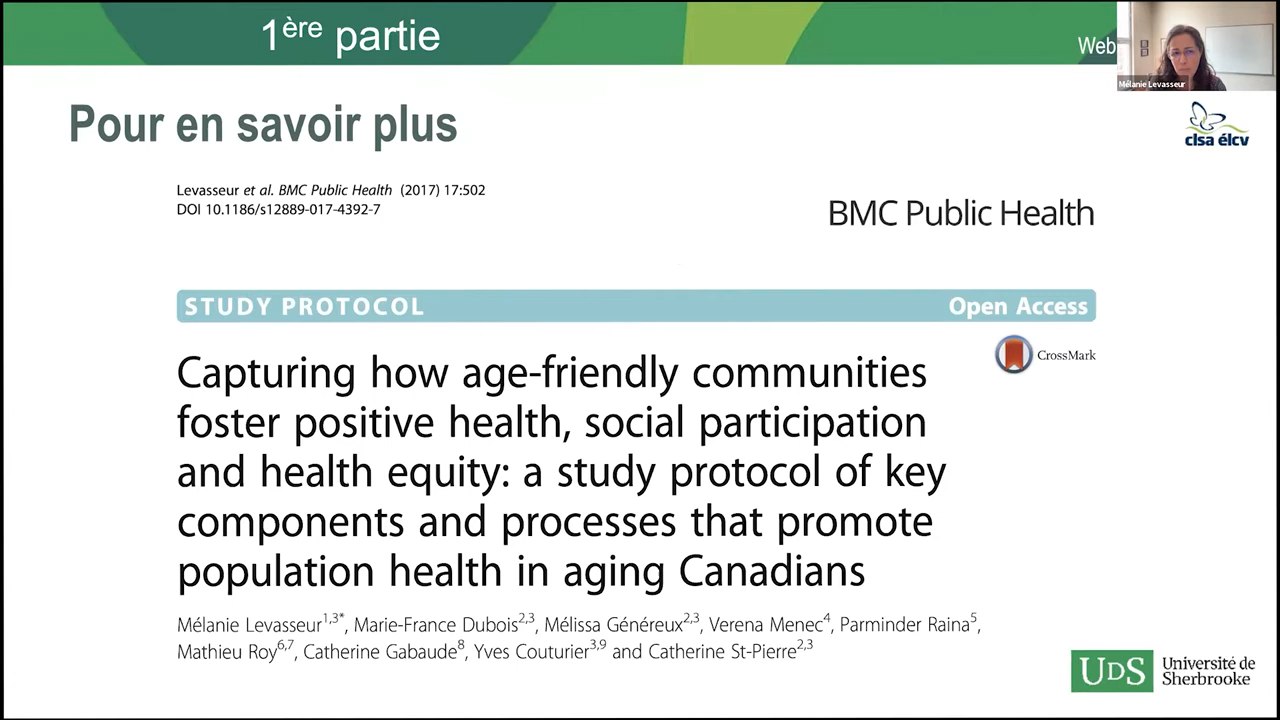 1ère partie
Web
Mélanie Levasseur
Pour en savoir plus
clsa élcv
Levasseur et al. BMC Public Health (2017) 17:502
DOI 10.1186/s12889-017-4392-7
BMC Public Health
STUDY PROTOCOL Open Access
CrossMark
Capturing how age-friendly communities
foster positive health, social participation
and health equity: a study protocol of key
components and processes that promote
population health in aging Canadians
Mélanie Levasseur1,3*, Marie-France Dubois2,3, Mélissa Généreux2,3, Verena Menec4, Parminder Raina5,
Mathieu Roy6,7, Catherine Gabaude8, Yves Couturier3,9 and Catherine St-Pierre2,3
UDS Université de
Sherbrooke